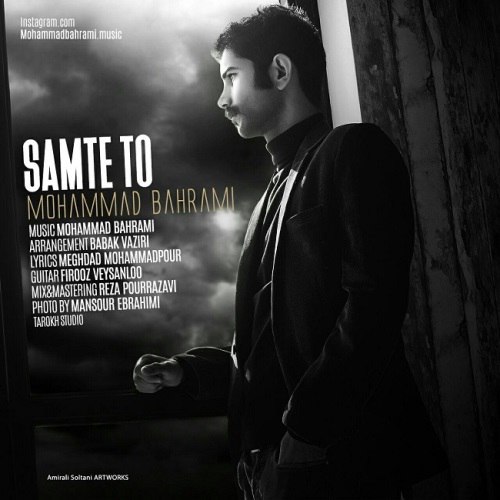 Instagram.com
Mohammadbahrami.music
SAMTE TO
MOHAMMAD BAHRAMI
MUSIC MOHAMMAD BAHRAMI
ARRANGEMENT BABAK VAZIRI
LYRICS MEGHDAD MOHAMMADPOUR
GUITAR FIROOZ VEYSANLOO
MIX&MASTERING REZA POURRAZAVI
PHOTO BY MANSOUR EBRAHIMI
TAROKH STUDIO
Amirali Soltani ARTWORKS